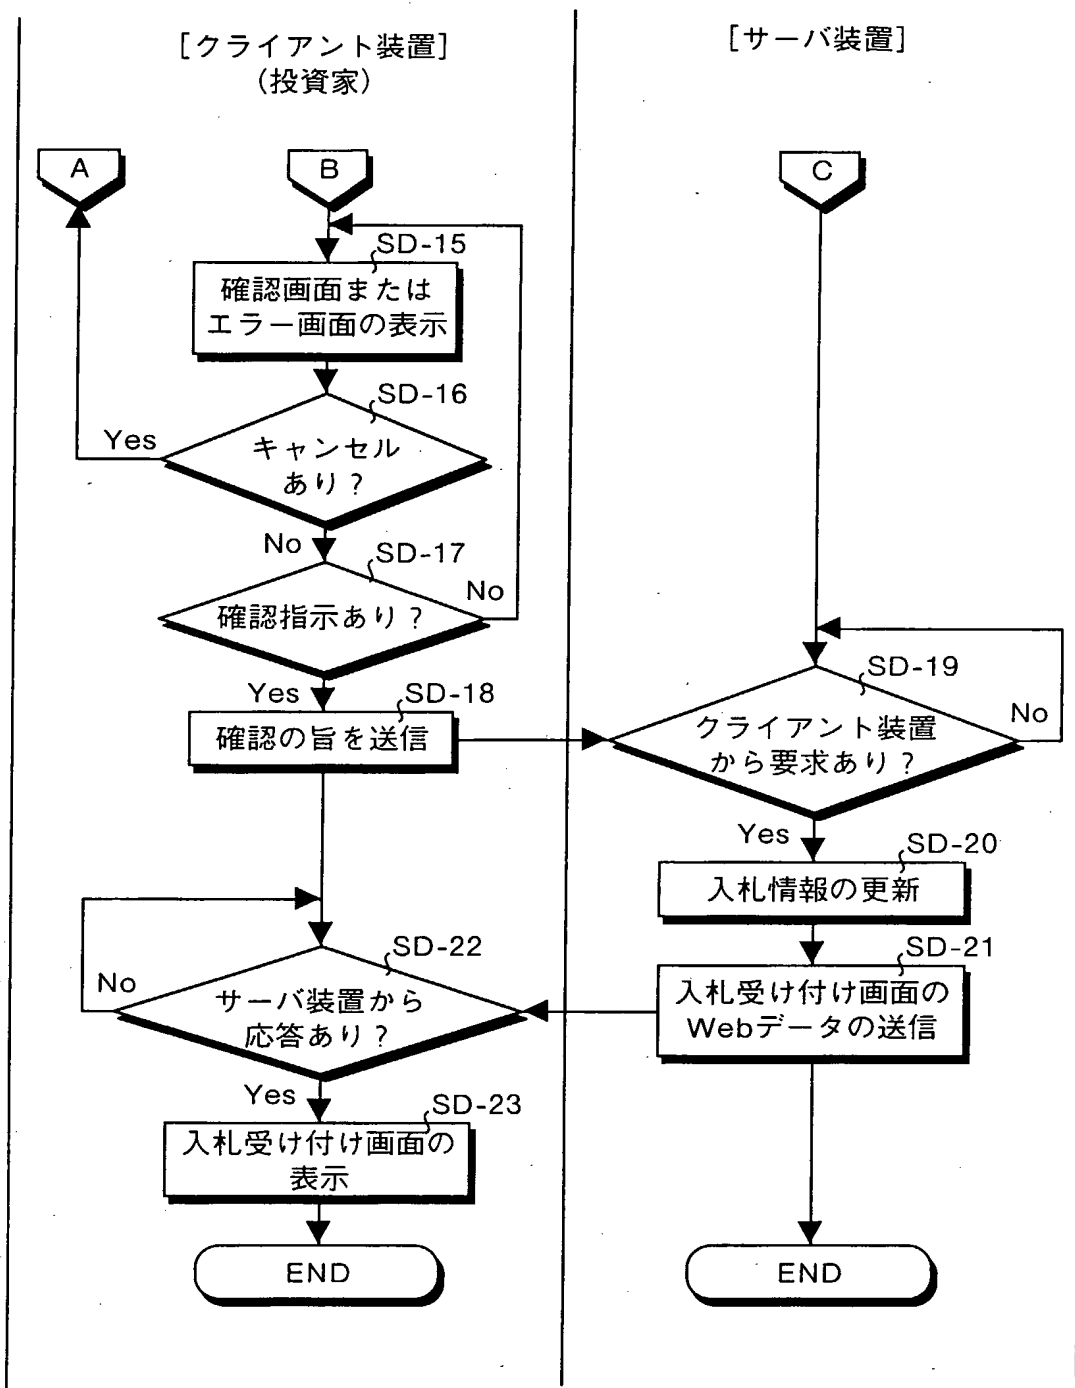 [クライアント装置]
(投資家)
[サーバ装置]
A
B
C
SD-15
確認画面または
エラー画面の表示
SD-16
キャンセル
あり?
Yes
No
SD-17
確認指示あり?
No
Yes
SD-18
確認の旨を送信
SD-19
クライアント装置
から要求あり?
No
Yes
SD-20
入札情報の更新
SD-21
入札受け付け画面の
Webデータの送信
SD-22
サーバ装置から
応答あり?
No
Yes
SD-23
入札受け付け画面の
表示
END
END